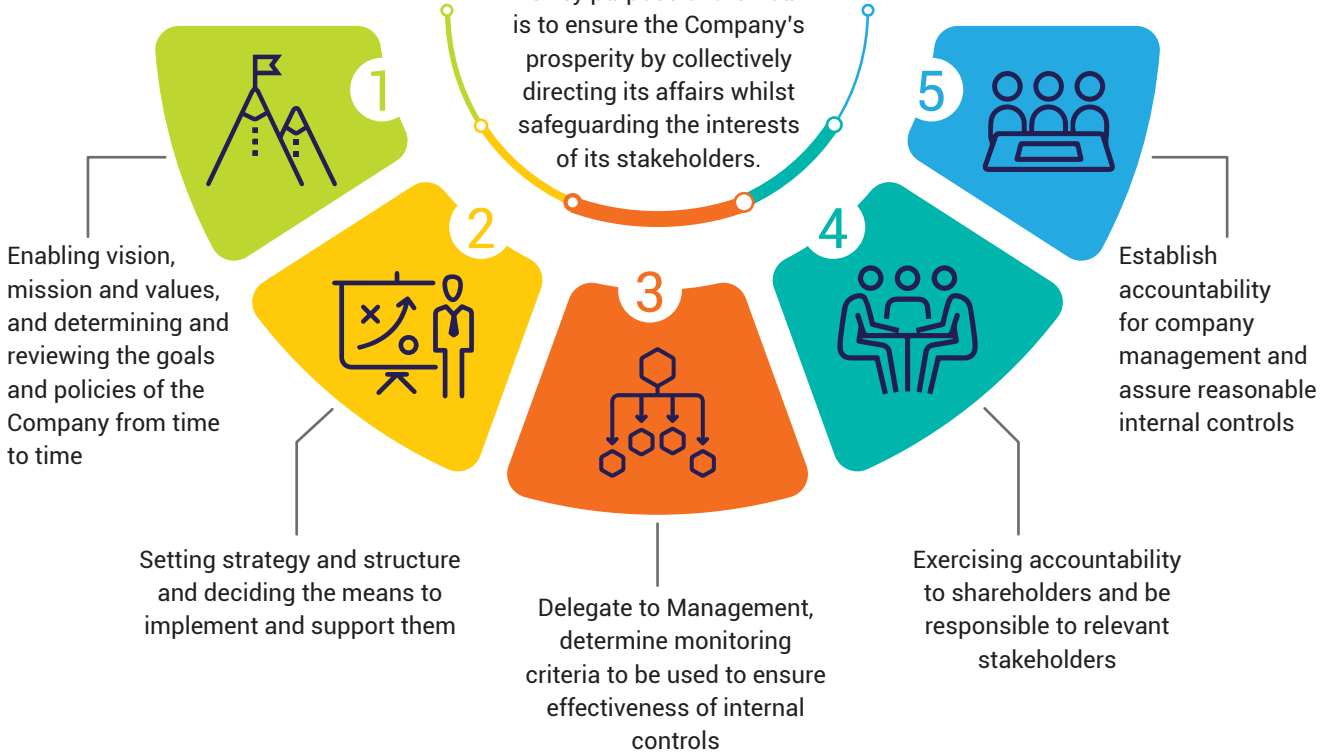 is to ensure the Company's
prosperity by collectively
directing its affairs whilst
safeguarding the interests
of its stakeholders.
1
Enabling vision,
mission and values,
and determining and
reviewing the goals
and policies of the
Company from time
to time
2
Setting strategy and structure
and deciding the means to
implement and support them
3
Delegate to Management,
determine monitoring
criteria to be used to ensure
effectiveness of internal
controls
4
Exercising accountability
to shareholders and be
responsible to relevant
stakeholders
5
Establish
accountability
for company
management and
assure reasonable
internal controls